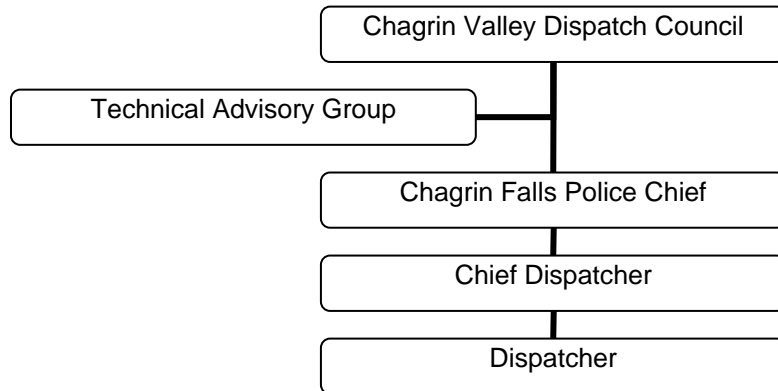 Chagrin Valley Dispatch Council
Technical Advisory Group
Chagrin Falls Police Chief
Chief Dispatcher
Dispatcher